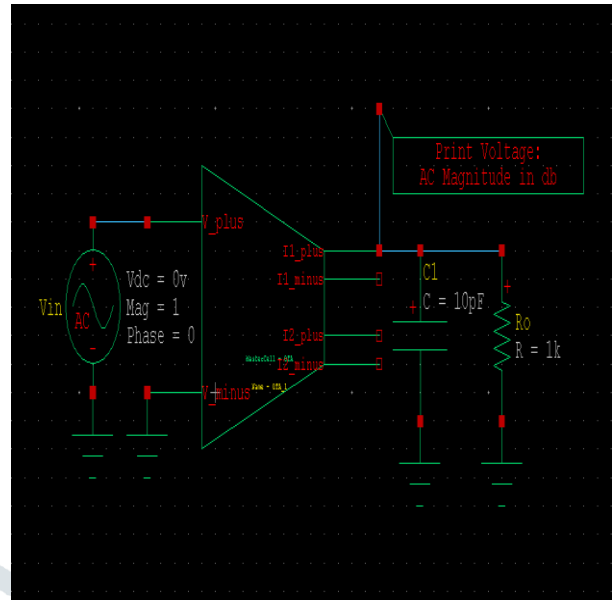 Print Voltage:
AC Magnitude in db
V_plus
I1_plus
I1_minus
I2_plus
I2_minus
V_minus
Vin
AC
Vdc = 0v
Mag = 1
Phase = 0
C1
C = 10pF
Ro
R = 1k